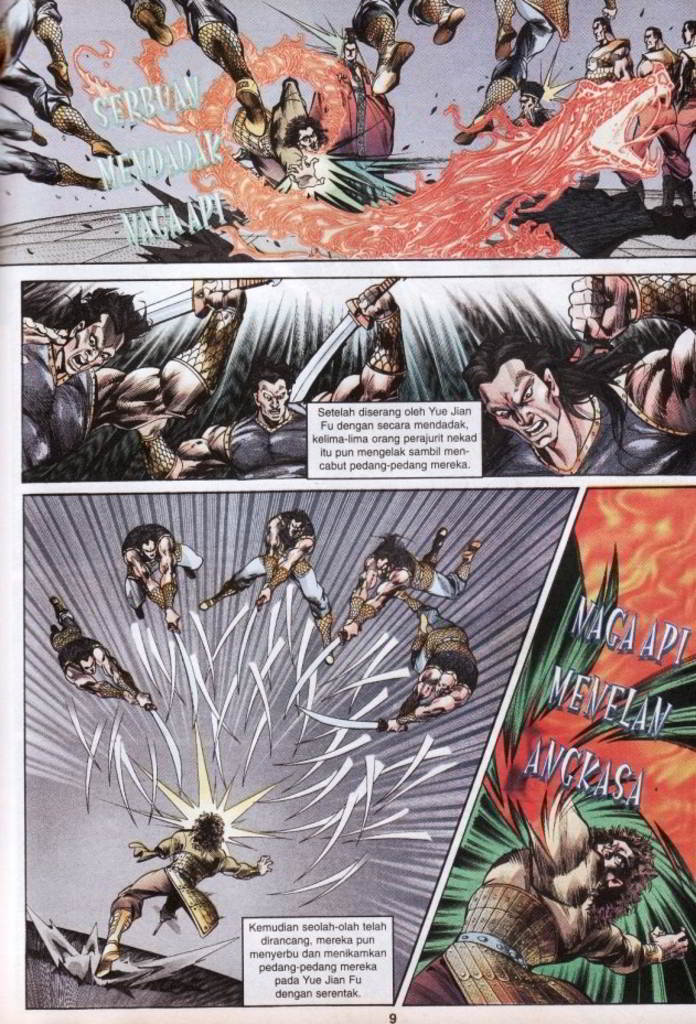 SERBUAN
MENDADAK
NAGA API
Setelah diserang oleh Yue Jian
Fu dengan secara mendadak,
kelima-lima orang perajurit nekad
itu pun mengelak sambil men-
cabut pedang-pedang mereka.
Kemudian seolah-olah telah
dirancang, mereka pun
menyerbu dan menikamkan
pedang-pedang mereka
pada Yue Jian Fu
dengan serentak.
NAGA API
MENELAN
ANGKASA
9